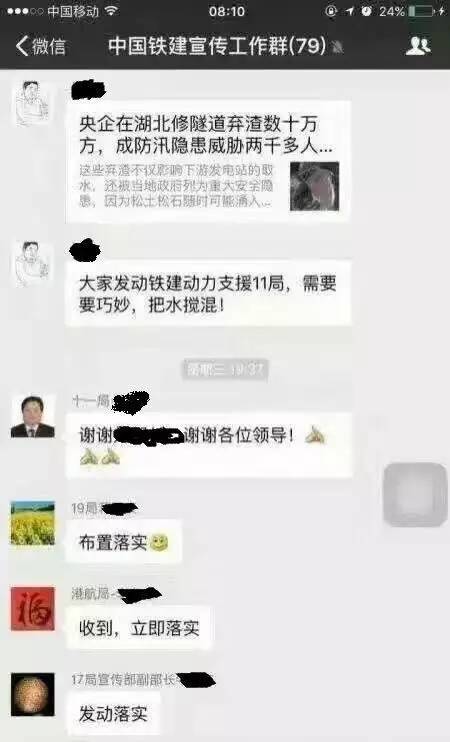 中国移动 08:10 24%
微信 中国铁建宣传工作群(79)
央企在湖北修隧道弃渣数十万
方，成防汛隐患威胁两千多人...
这些弃渣不仅影响下游发电站的取
水，还被当地政府列为重大安全隐
患，因为松土松石随时可能涌入...
大家发动铁建动力支援11局，需要
要巧妙，把水搅混！
星期三 19:37
十一局
谢谢 谢谢各位领导！
19局
布置落实
港航局
收到，立即落实
17局宣传部副部长
发动落实